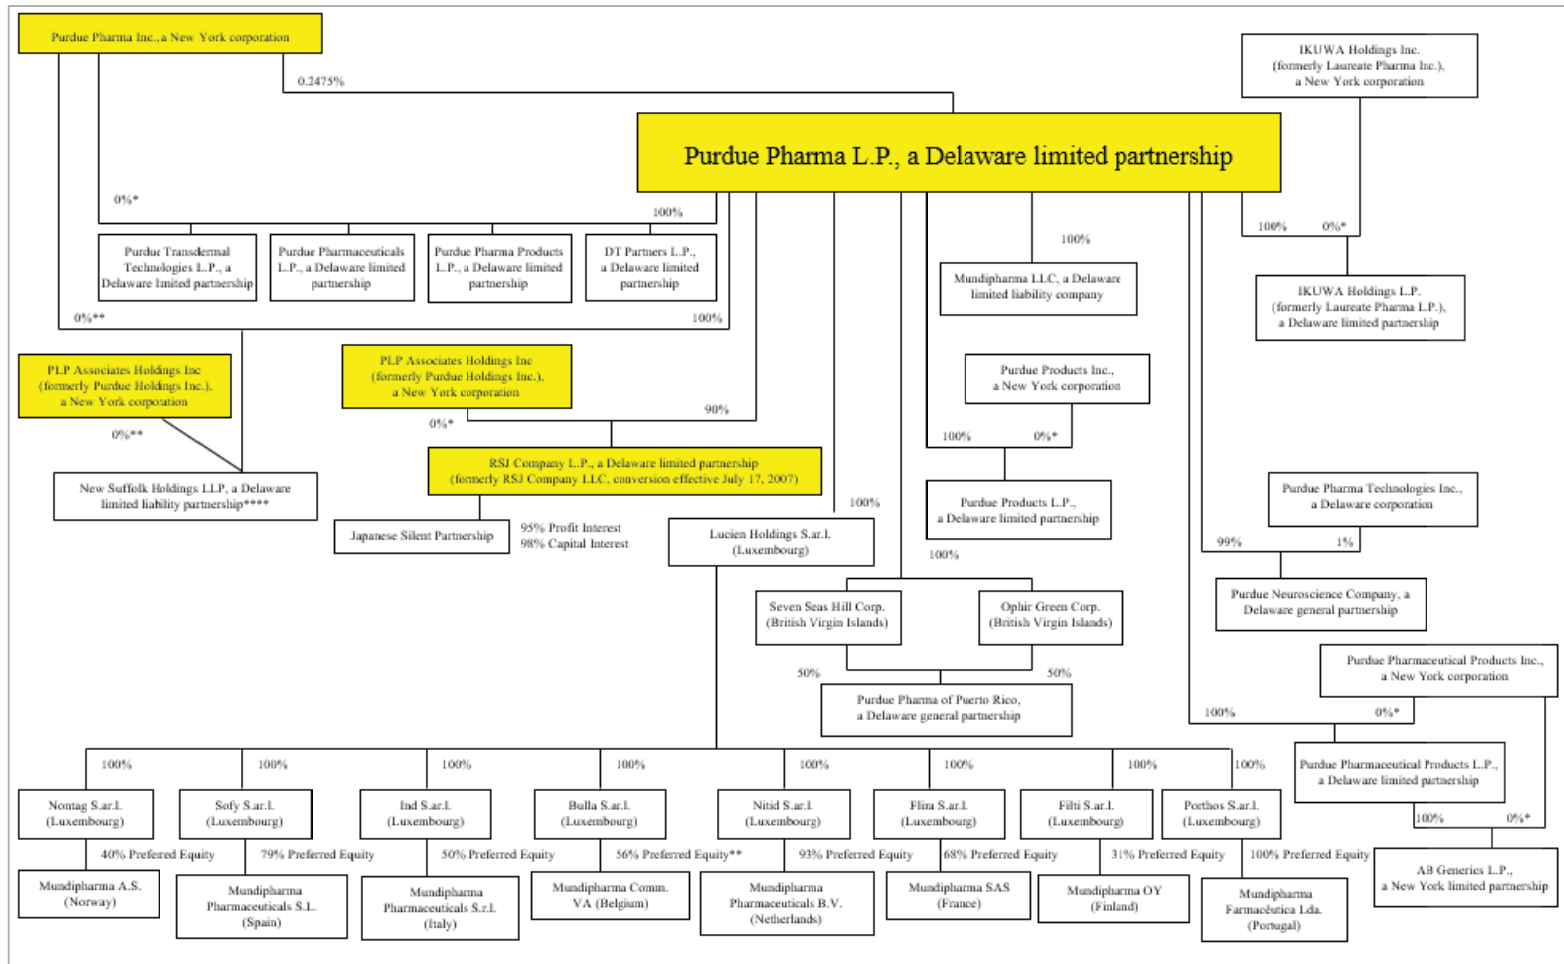 Purdue Pharma Inc., a New York corporation
IKUWA Holdings Inc.
(formerly Laureate Pharma Inc.),
a New York corporation
0.2475%
Purdue Pharma L.P., a Delaware limited partnership
0%*
100%
100%
0%*
100%
Purdue Transdermal
Technologies L.P., a
Delaware limited partnership
Purdue Pharmaceuticals
L.P., a Delaware limited
partnership
Purdue Pharma Products
L.P., a Delaware limited
partnership
DT Partners L.P.,
a Delaware limited
partnership
Mundipharma LLC, a Delaware
limited liability company
IKUWA Holdings L.P.
(formerly Laureate Pharma L.P.),
a Delaware limited partnership
0%**
100%
PLP Associates Holdings Inc
(formerly Purdue Holdings Inc.),
a New York corporation
PLP Associates Holdings Inc
(formerly Purdue Holdings Inc.),
a New York corporation
Purdue Products Inc.,
a New York corporation
0%**
0%*
90%
100%
0%*
RSJ Company L.P., a Delaware limited partnership
(formerly RSJ Company LLC, conversion effective July 17, 2007)
New Suffolk Holdings LLP, a Delaware
limited liability partnership****
Purdue Products L.P.,
a Delaware limited partnership
Purdue Pharma Technologies Inc.,
a Delaware corporation
100%
Japanese Silent Partnership
95% Profit Interest
98% Capital Interest
Lucien Holdings S.ar.l.
(Luxembourg)
99%
1%
100%
Purdue Neuroscience Company, a
Delaware general partnership
Seven Seas Hill Corp.
(British Virgin Islands)
Ophir Green Corp.
(British Virgin Islands)
50%
50%
Purdue Pharmaceutical Products Inc.,
a New York corporation
Purdue Pharma of Puerto Rico,
a Delaware general partnership
100%
0%*
100%
100%
100%
100%
100%
100%
100%
100%
Purdue Pharmaceutical Products L.P.,
a Delaware limited partnership
Nontag S.ar.l.
(Luxembourg)
Sofy S.ar.l.
(Luxembourg)
Ind S.ar.l.
(Luxembourg)
Bulla S.ar.l.
(Luxembourg)
Nitid S.ar.l.
(Luxembourg)
Flira S.ar.l.
(Luxembourg)
Filti S.ar.l.
(Luxembourg)
Porthos S.ar.l.
(Luxembourg)
100%
0%*
40% Preferred Equity
79% Preferred Equity
50% Preferred Equity
56% Preferred Equity**
93% Preferred Equity
68% Preferred Equity
31% Preferred Equity
100% Preferred Equity
Mundipharma A.S.
(Norway)
Mundipharma
Pharmaceuticals S.L.
(Spain)
Mundipharma
Pharmaceuticals S.r.l.
(Italy)
Mundipharma Comm.
VA (Belgium)
Mundipharma
Pharmaceuticals B.V.
(Netherlands)
Mundipharma SAS
(France)
Mundipharma OY
(Finland)
Mundipharma
Farmacêutica Lda.
(Portugal)
AB Generics L.P.,
a New York limited partnership